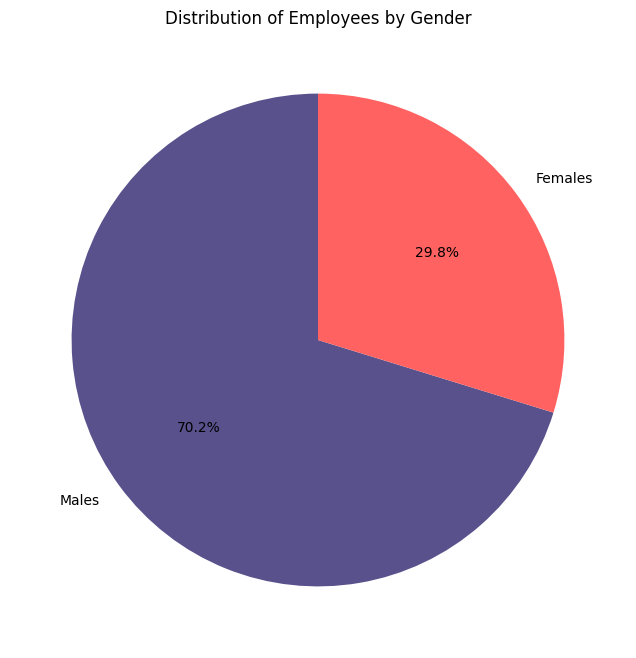 Distribution of Employees by Gender
Females
29.8%
70.2%
Males